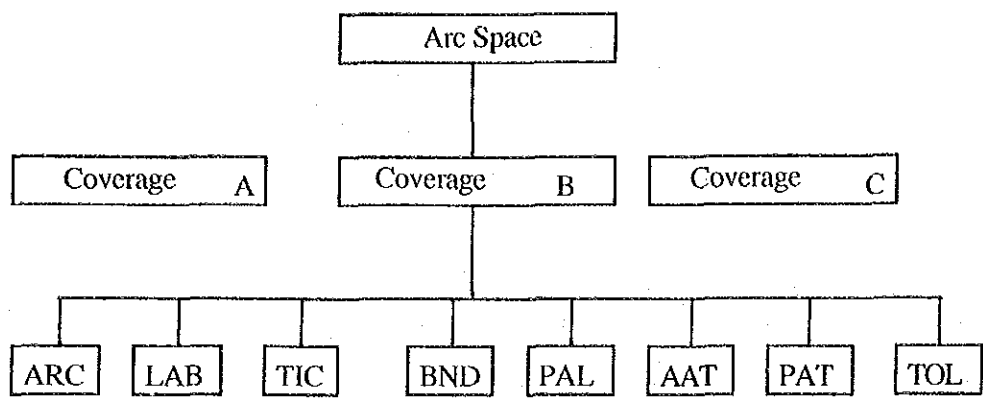 Arc Space
Coverage A
Coverage B
Coverage C
ARC LAB TIC BND PAL AAT PAT TOL